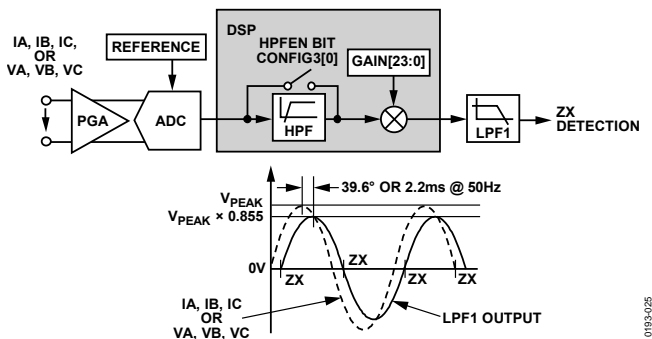 IA, IB, IC,
OR
VA, VB, VC
REFERENCE
PGA
ADC
DSP
HPFEN BIT
CONFIG3[0]
HPF
GAIN[23:0]
LPF1
ZX
DETECTION
39.6° OR 2.2ms @ 50Hz
VPEAK
VPEAK × 0.855
0V
ZX
ZX
ZX
ZX
IA, IB, IC
OR
VA, VB, VC
LPF1 OUTPUT
0193-025